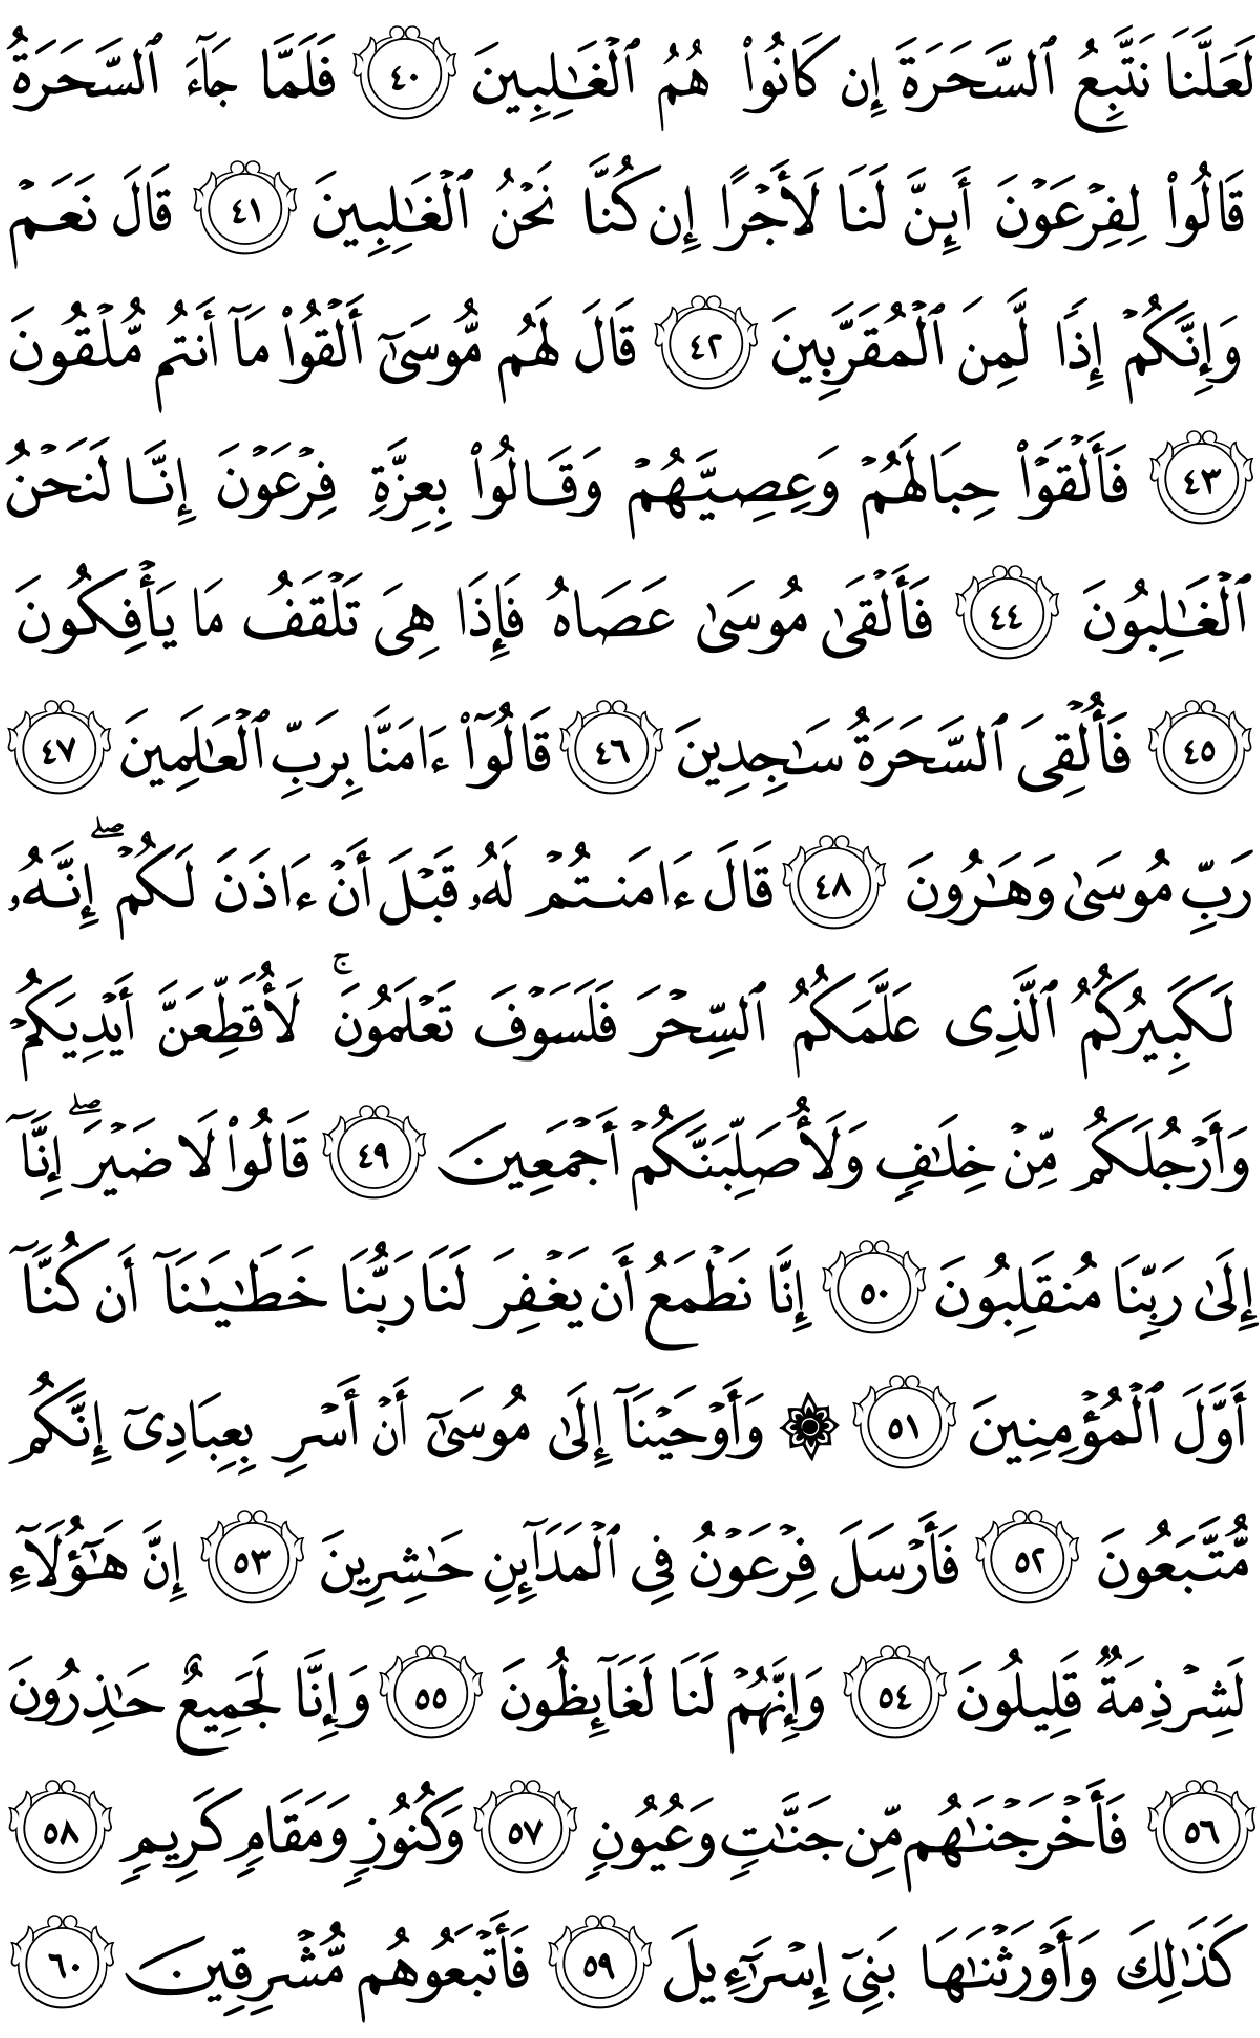 لَعَلَّنَا نَتَّبِعُ ٱلسَّحَرَةَ إِن كَانُوا۟ هُمُ ٱلْغَـٰلِبِينَ ٤٠ فَلَمَّا جَآءَ ٱلسَّحَرَةُ
قَالُوا۟ لِفِرْعَوْنَ أَئِنَّ لَنَا لَأَجْرًا إِن كُنَّا نَحْنُ ٱلْغَـٰلِبِينَ ٤١ قَالَ نَعَمْ
وَإِنَّكُمْ إِذًا لَّمِنَ ٱلْمُقَرَّبِينَ ٤٢ قَالَ لَهُم مُّوسَىٰٓ أَلْقُوا۟ مَآ أَنتُم مُّلْقُونَ
٤٣ فَأَلْقَوْا۟ حِبَالَهُمْ وَعِصِيَّهُمْ وَقَالُوا۟ بِعِزَّةِ فِرْعَوْنَ إِنَّا لَنَحْنُ
ٱلْغَـٰلِبُونَ ٤٤ فَأَلْقَىٰ مُوسَىٰ عَصَاهُ فَإِذَا هِىَ تَلْقَفُ مَا يَأْفِكُونَ
٤٥ فَأُلْقِىَ ٱلسَّحَرَةُ سَـٰجِدِينَ ٤٦ قَالُوٓا۟ ءَامَنَّا بِرَبِّ ٱلْعَـٰلَمِينَ ٤٧
رَبِّ مُوسَىٰ وَهَـٰرُونَ ٤٨ قَالَ ءَامَنتُمْ لَهُۥ قَبْلَ أَنْ ءَاذَنَ لَكُمْ ۖ إِنَّهُۥ
لَكَبِيرُكُمُ ٱلَّذِى عَلَّمَكُمُ ٱلسِّحْرَ فَلَسَوْفَ تَعْلَمُونَ ۚ لَأُقَطِّعَنَّ أَيْدِيَكُمْ
وَأَرْجُلَكُم مِّنْ خِلَـٰفٍ وَلَأُصَلِّبَنَّكُمْ أَجْمَعِينَ ٤٩ قَالُوا۟ لَا ضَيْرَ ۖ إِنَّآ
إِلَىٰ رَبِّنَا مُنقَلِبُونَ ٥٠ إِنَّا نَطْمَعُ أَن يَغْفِرَ لَنَا رَبُّنَا خَطَـٰيَـٰنَآ أَن كُنَّآ
أَوَّلَ ٱلْمُؤْمِنِينَ ٥١ ۞ وَأَوْحَيْنَآ إِلَىٰ مُوسَىٰٓ أَنْ أَسْرِ بِعِبَادِىٓ إِنَّكُم
مُّتَّبَعُونَ ٥٢ فَأَرْسَلَ فِرْعَوْنُ فِى ٱلْمَدَآئِنِ حَـٰشِرِينَ ٥٣ إِنَّ هَـٰٓؤُلَآءِ
لَشِرْذِمَةٌ قَلِيلُونَ ٥٤ وَإِنَّهُمْ لَنَا لَغَآئِظُونَ ٥٥ وَإِنَّا لَجَمِيعٌ حَـٰذِرُونَ
٥٦ فَأَخْرَجْنَـٰهُم مِّن جَنَّـٰتٍ وَعُيُونٍ ٥٧ وَكُنُوزٍ وَمَقَامٍ كَرِيمٍ ٥٨
كَذَٰلِكَ وَأَوْرَثْنَـٰهَا بَنِىٓ إِسْرَٰٓءِيلَ ٥٩ فَأَتْبَعُوهُم مُّشْرِقِينَ ٦٠